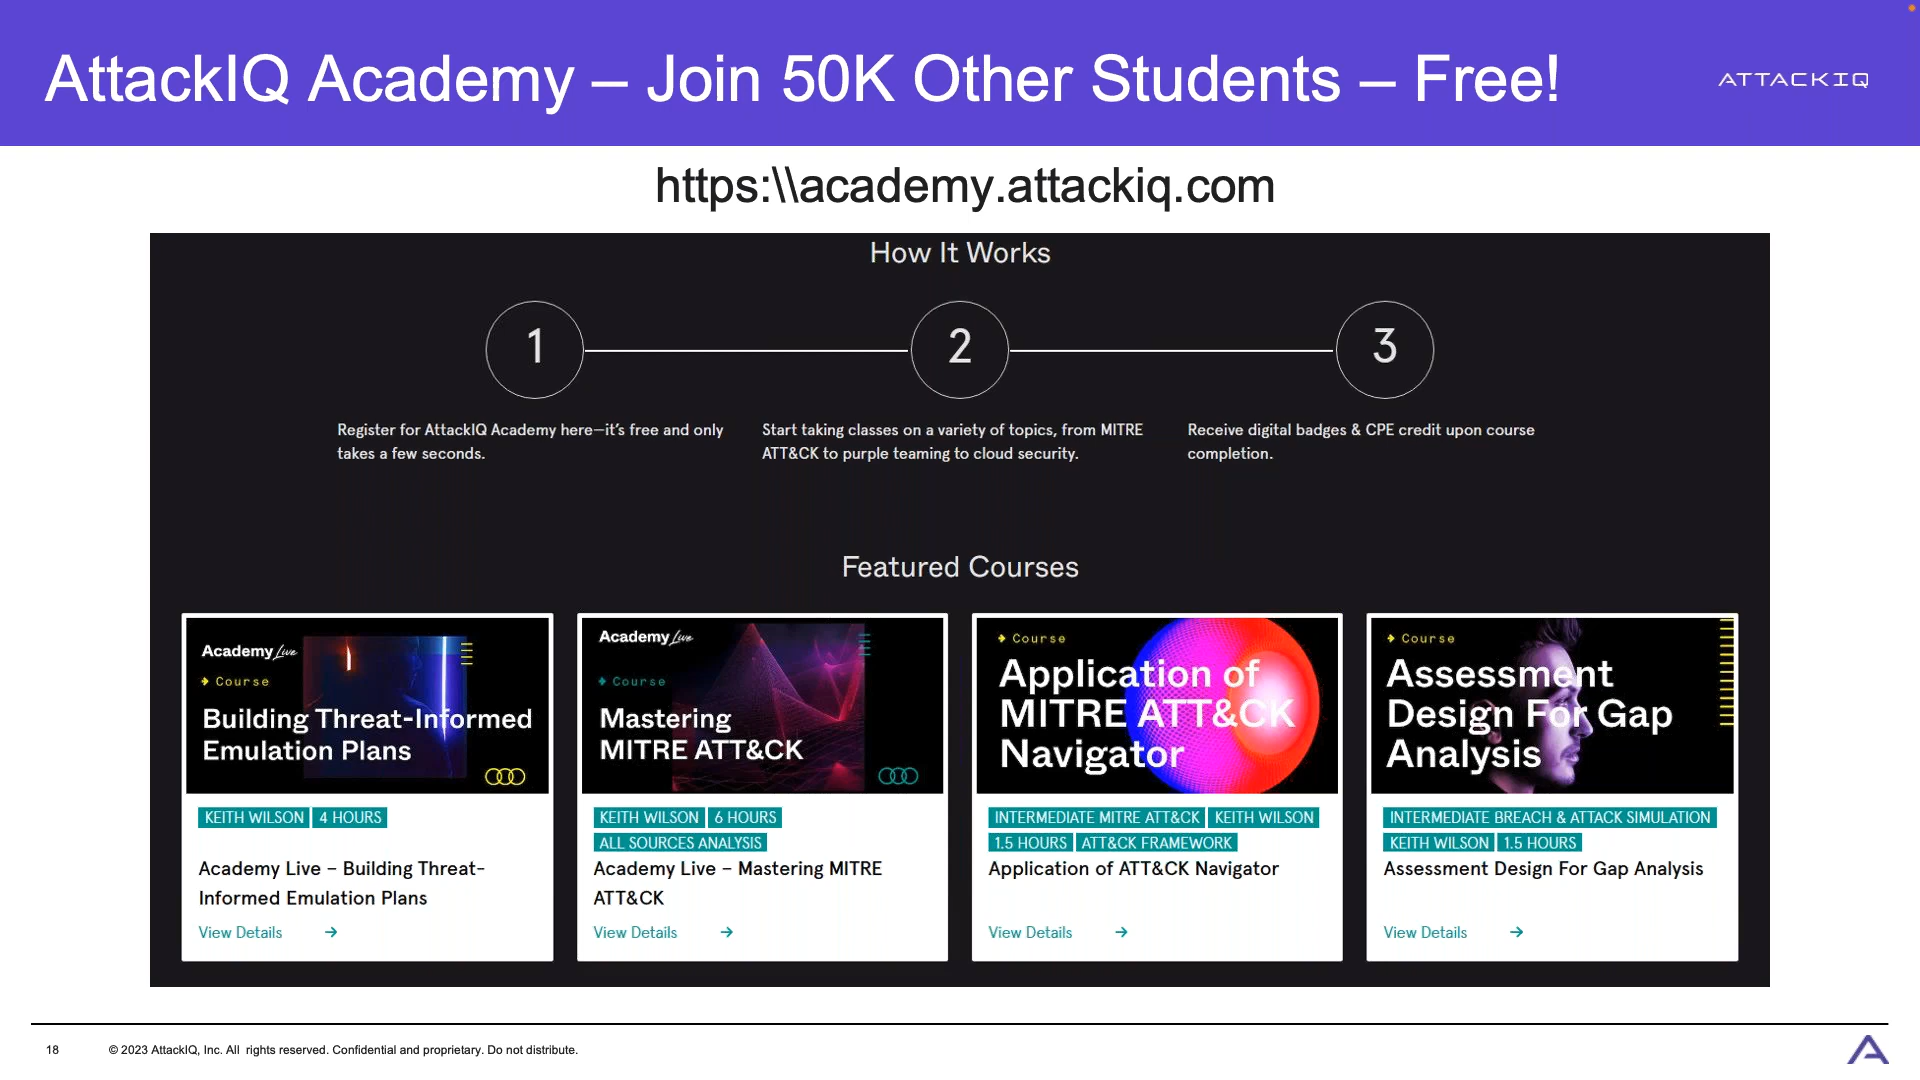 AttackIQ Academy – Join 50K Other Students – Free!
ATTACKIQ
https:\\academy.attackiq.com
How It Works
1
2
3
Register for AttackIQ Academy here—it's free and only
takes a few seconds.
Start taking classes on a variety of topics, from MITRE
ATT&CK to purple teaming to cloud security.
Receive digital badges & CPE credit upon course
completion.
Featured Courses
Academy Live
Course
Building Threat-Informed
Emulation Plans
KEITH WILSON 4 HOURS
Academy Live – Building Threat-
Informed Emulation Plans
View Details
Academy Live
Course
Mastering
MITRE ATT&CK
KEITH WILSON 6 HOURS
ALL SOURCES ANALYSIS
Academy Live – Mastering MITRE
ATT&CK
View Details
Course
Application of
MITRE ATT&CK
Navigator
INTERMEDIATE MITRE ATT&CK KEITH WILSON
1.5 HOURS ATT&CK FRAMEWORK
Application of ATT&CK Navigator
View Details
Course
Assessment
Design For Gap
Analysis
INTERMEDIATE BREACH & ATTACK SIMULATION
KEITH WILSON 1.5 HOURS
Assessment Design For Gap Analysis
View Details
18
© 2023 AttackIQ, Inc. All rights reserved. Confidential and proprietary. Do not distribute.